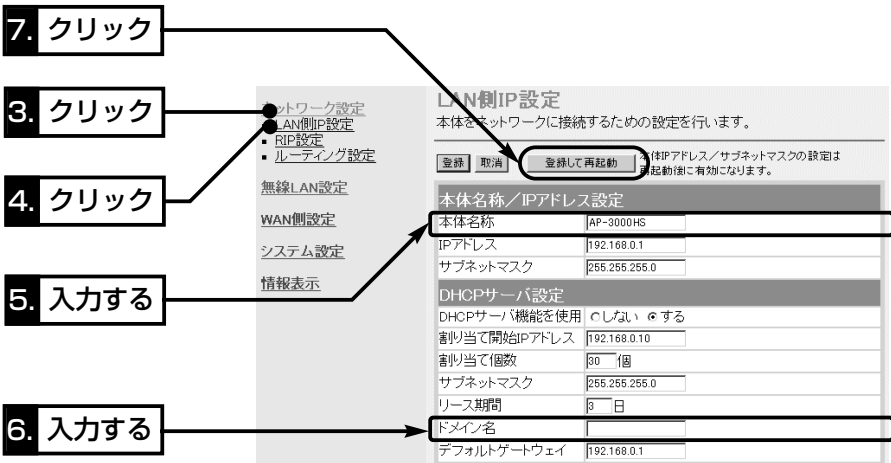 7. クリック
3. クリック
4. クリック
5. 入力する
6. 入力する
ネットワーク設定
LAN側IP設定
RIP設定
ルーティング設定
無線LAN設定
WAN側設定
システム設定
情報表示
LAN側IP設定
本体をネットワークに接続するための設定を行います。
登録 取消 登録して再起動 本体IPアドレス／サブネットマスクの設定は
再起動後に有効になります。
本体名称／IPアドレス設定
本体名称 AP-3000HS
IPアドレス 192.168.0.1
サブネットマスク 255.255.255.0
DHCPサーバ設定
DHCPサーバ機能を使用 しない する
割り当て開始IPアドレス 192.168.0.10
割り当て個数 30 個
サブネットマスク 255.255.255.0
リース期間 3 日
ドメイン名
デフォルトゲートウェイ 192.168.0.1